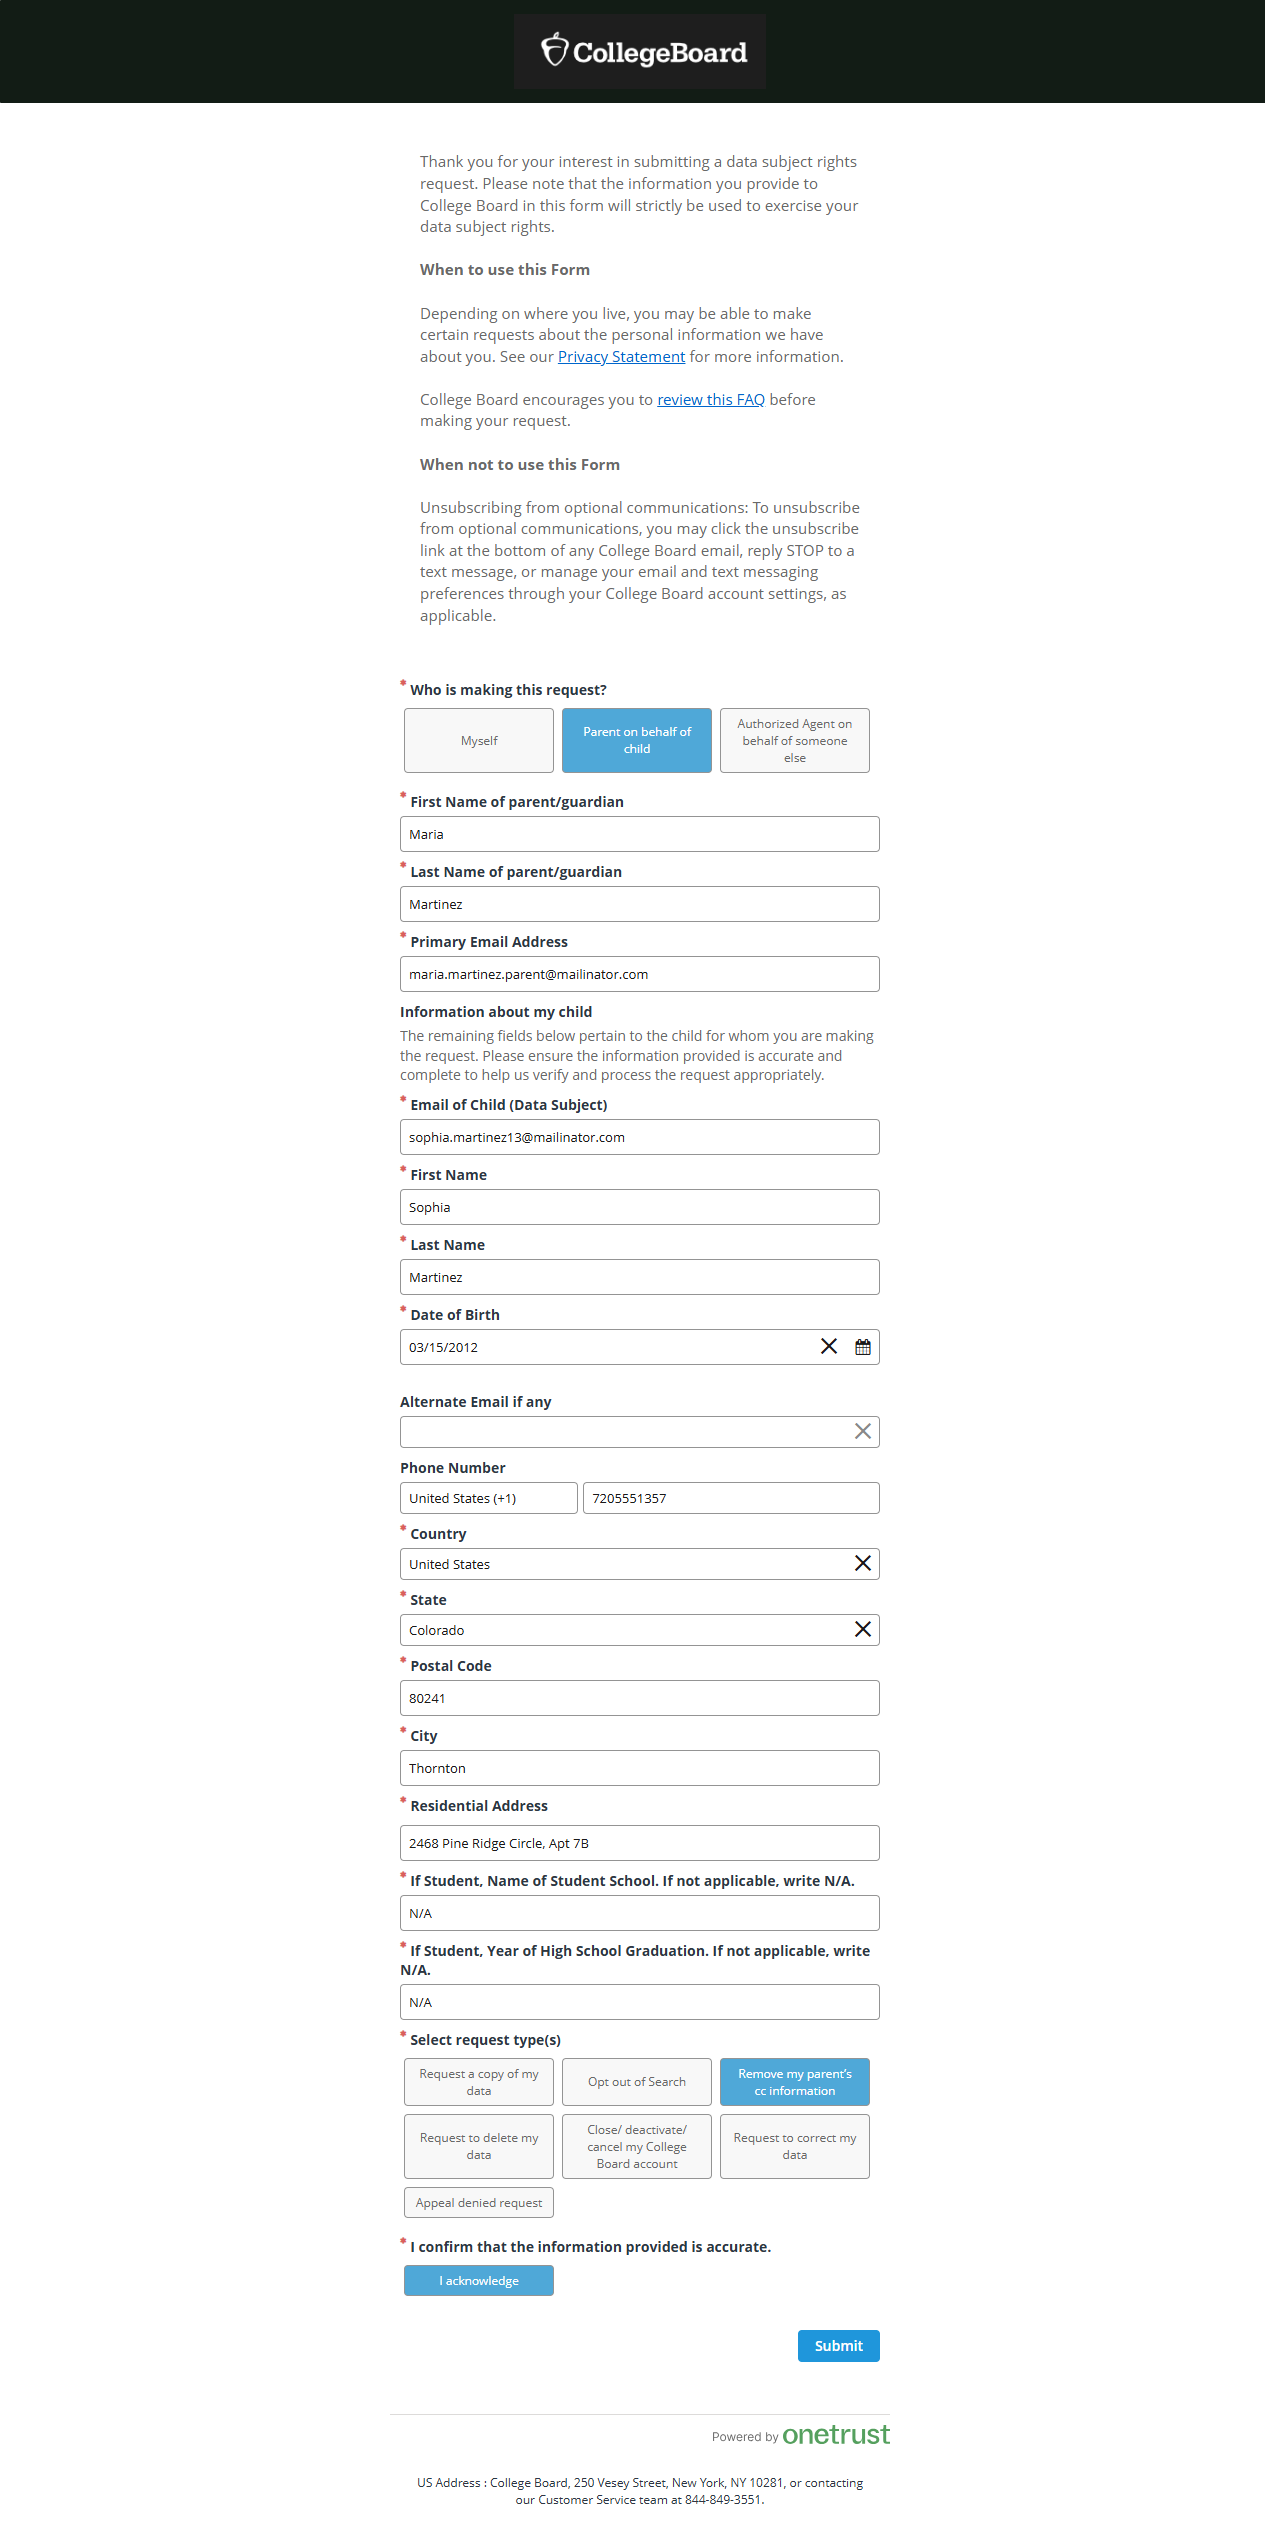 CollegeBoard
Thank you for your interest in submitting a data subject rights
request. Please note that the information you provide to
College Board in this form will strictly be used to exercise your
data subject rights.
When to use this Form
Depending on where you live, you may be able to make
certain requests about the personal information we have
about you. See our Privacy Statement for more information.
College Board encourages you to review this FAQ before
making your request.
When not to use this Form
Unsubscribing from optional communications: To unsubscribe
from optional communications, you may click the unsubscribe
link at the bottom of any College Board email, reply STOP to a
text message, or manage your email and text messaging
preferences through your College Board account settings, as
applicable.
* Who is making this request?
Myself
Parent on behalf of
child
Authorized Agent on
behalf of someone
else
* First Name of parent/guardian
Maria
* Last Name of parent/guardian
Martinez
* Primary Email Address
maria.martinez.parent@mailinator.com
Information about my child
The remaining fields below pertain to the child for whom you are making
the request. Please ensure the information provided is accurate and
complete to help us verify and process the request appropriately.
* Email of Child (Data Subject)
sophia.martinez13@mailinator.com
* First Name
Sophia
* Last Name
Martinez
* Date of Birth
03/15/2012
Alternate Email if any
Phone Number
United States (+1)
7205551357
* Country
United States
* State
Colorado
* Postal Code
80241
* City
Thornton
* Residential Address
2468 Pine Ridge Circle, Apt 7B
* If Student, Name of Student School. If not applicable, write N/A.
N/A
* If Student, Year of High School Graduation. If not applicable, write
N/A.
N/A
* Select request type(s)
Request a copy of my
data
Opt out of Search
Remove my parent's
cc information
Request to delete my
data
Close/ deactivate/
cancel my College
Board account
Request to correct my
data
Appeal denied request
* I confirm that the information provided is accurate.
I acknowledge
Submit
Powered by onetrust
US Address : College Board, 250 Vesey Street, New York, NY 10281, or contacting
our Customer Service team at 844-849-3551.